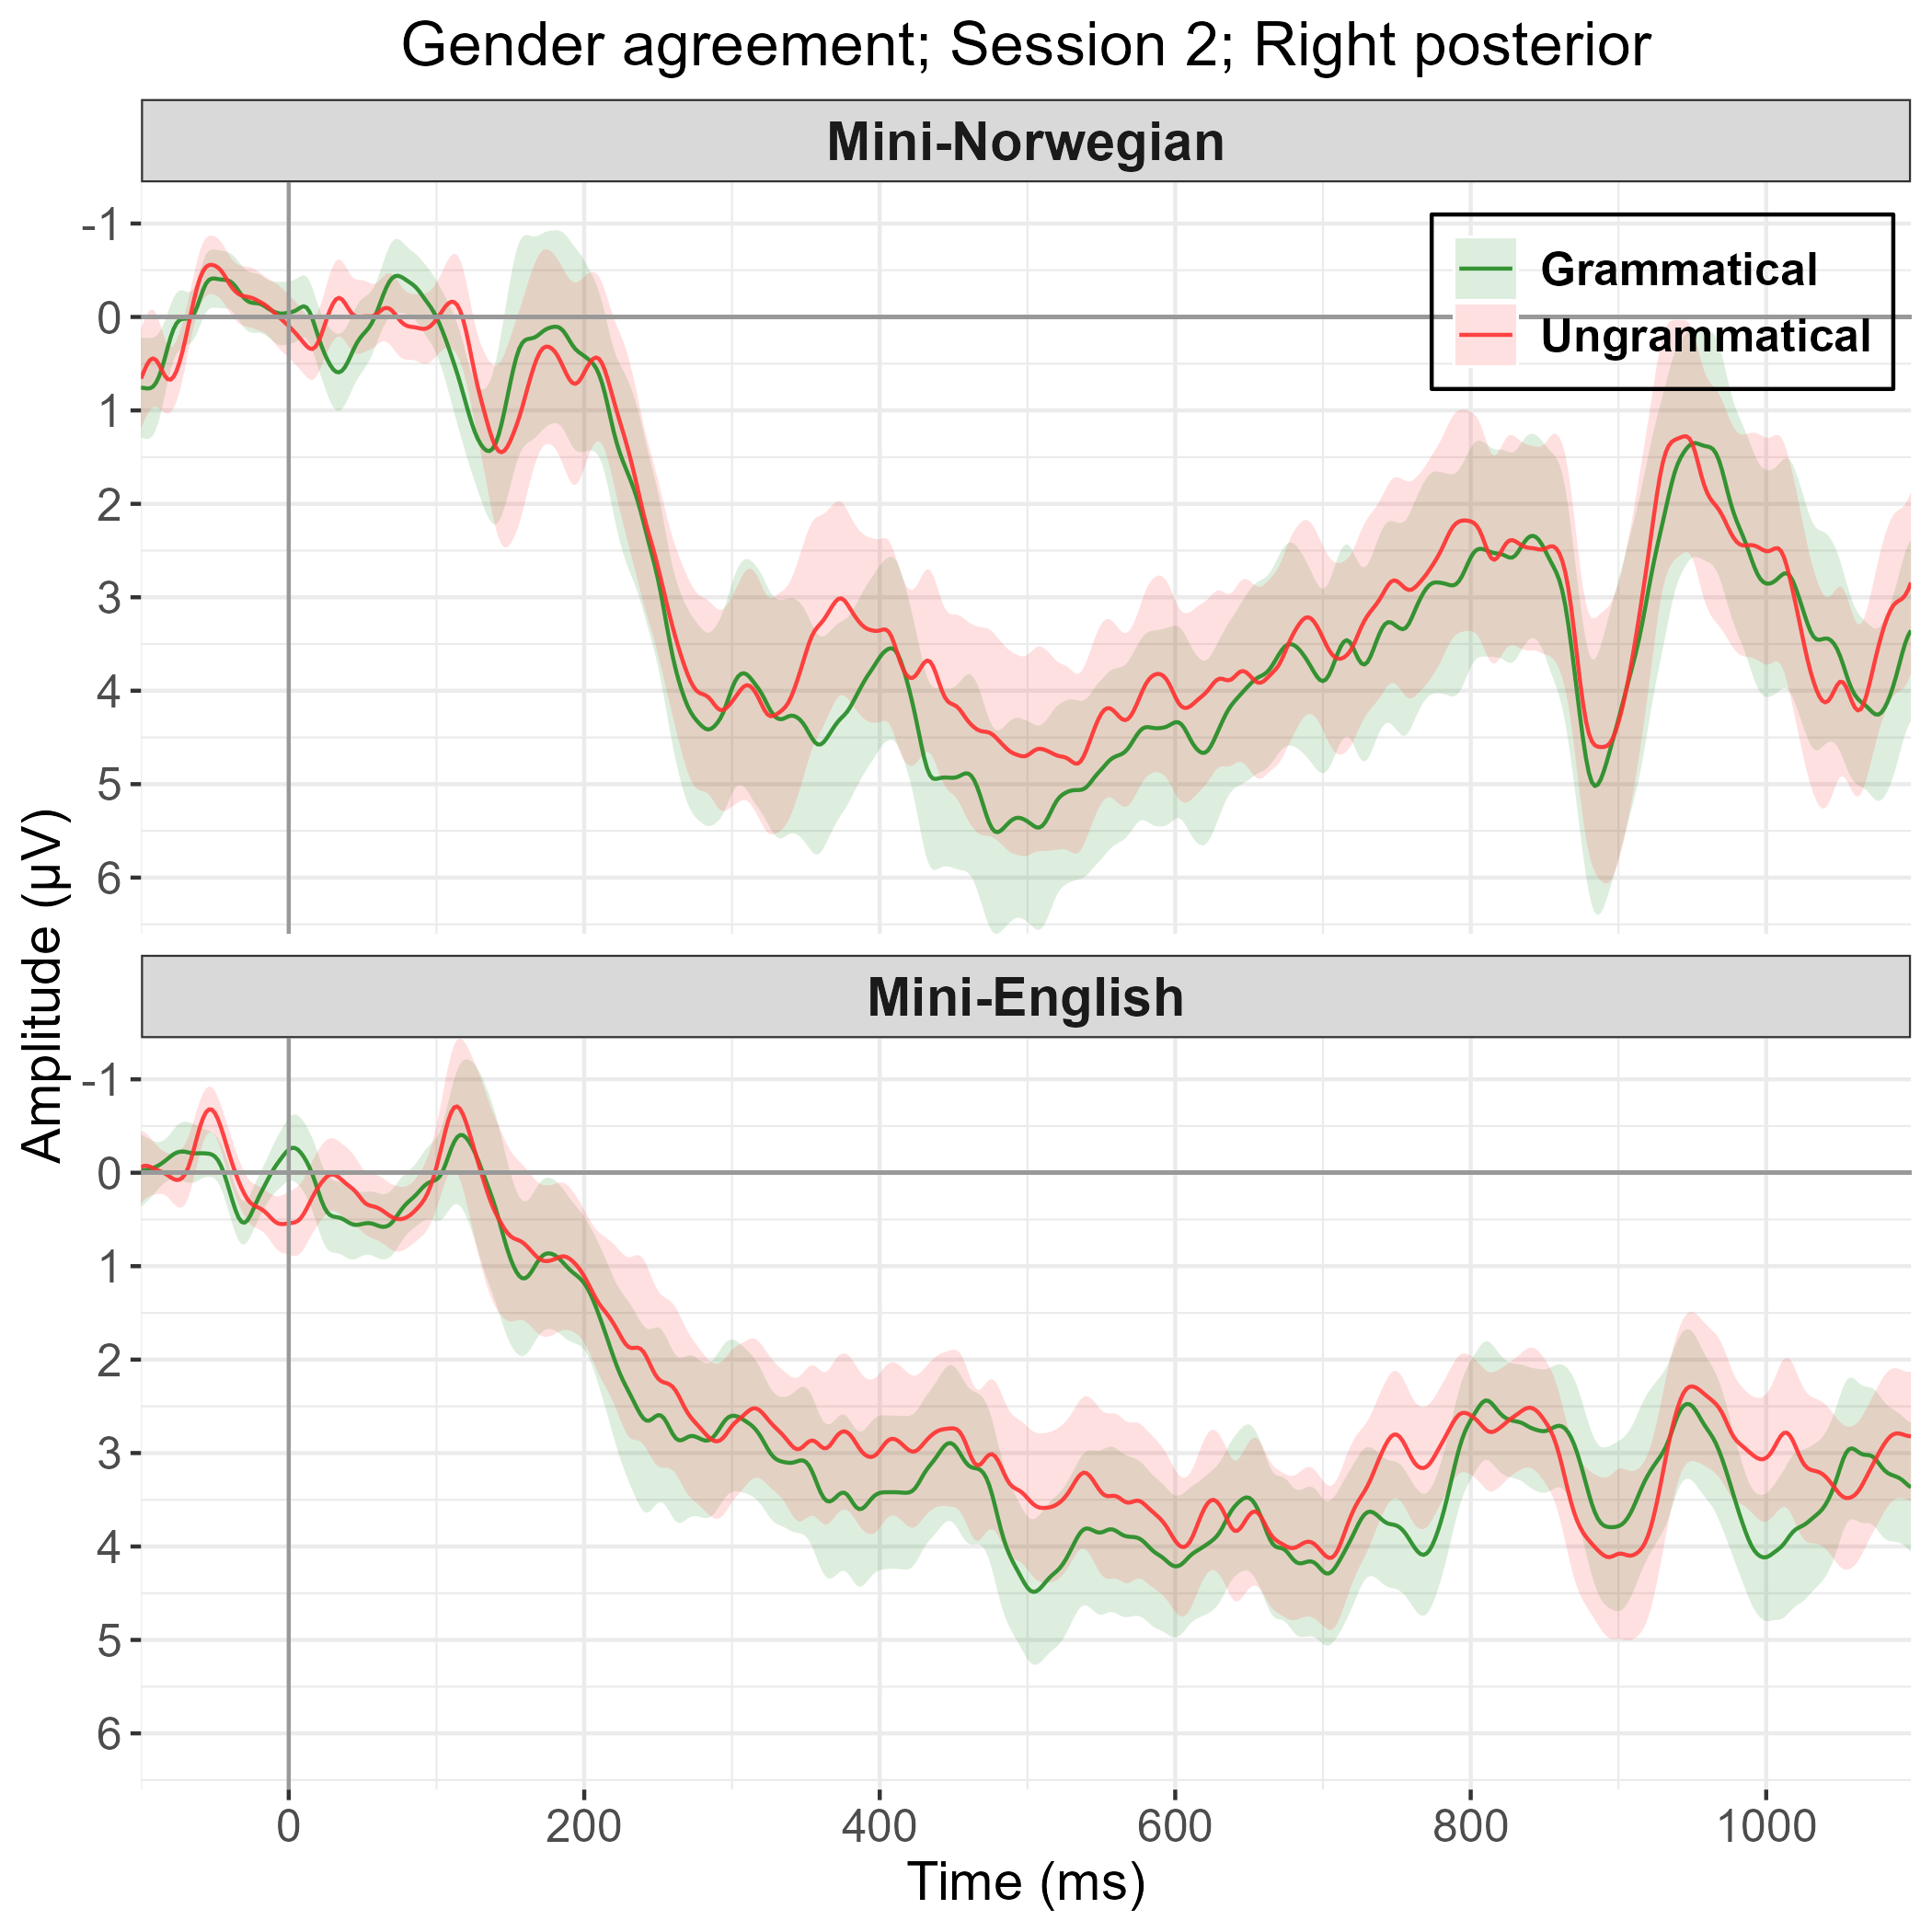 Gender agreement; Session 2; Right posterior
Mini-Norwegian
-1
0
1
2
3
4
5
6
Grammatical
Ungrammatical
Amplitude (µV)
Mini-English
-1
0
1
2
3
4
5
6
0 200 400 600 800 1000
Time (ms)